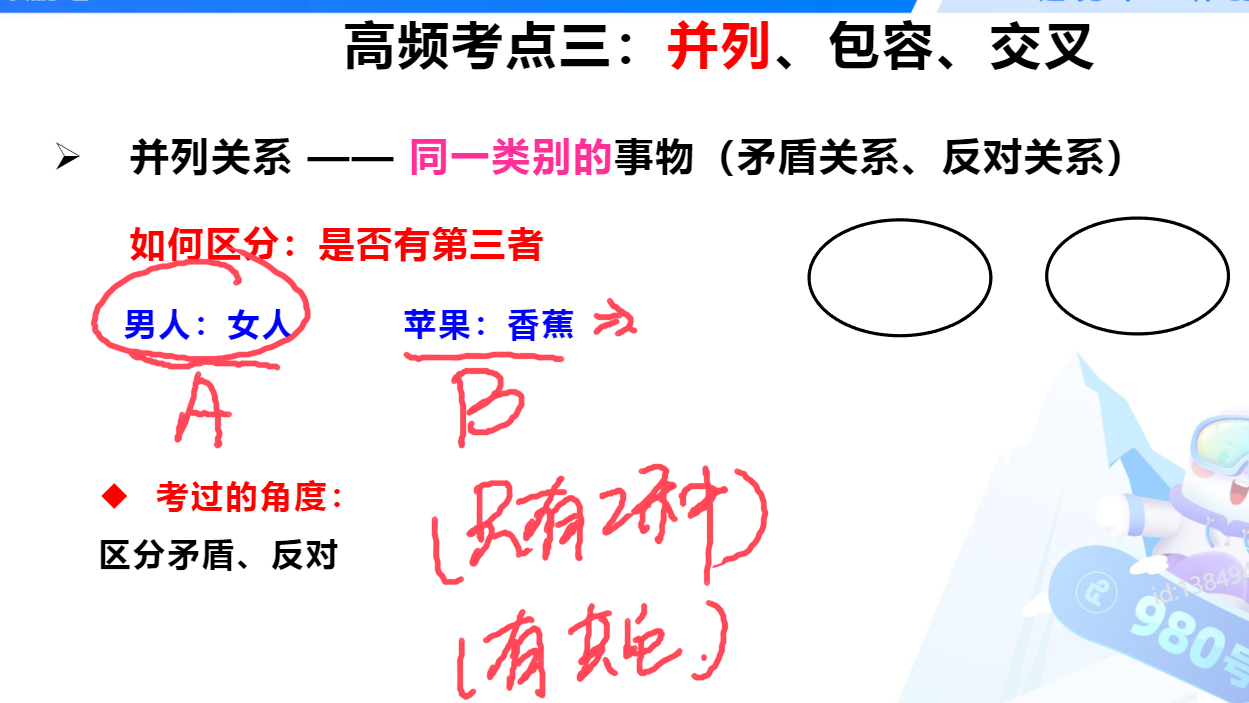 高频考点三：并列、包容、交叉
并列关系 —— 同一类别的事物（矛盾关系、反对关系）
如何区分：是否有第三者
男人：女人 苹果：香蕉
A B
考过的角度：
(只有2种)
区分矛盾、反对
(有其他)
id:13849
980号